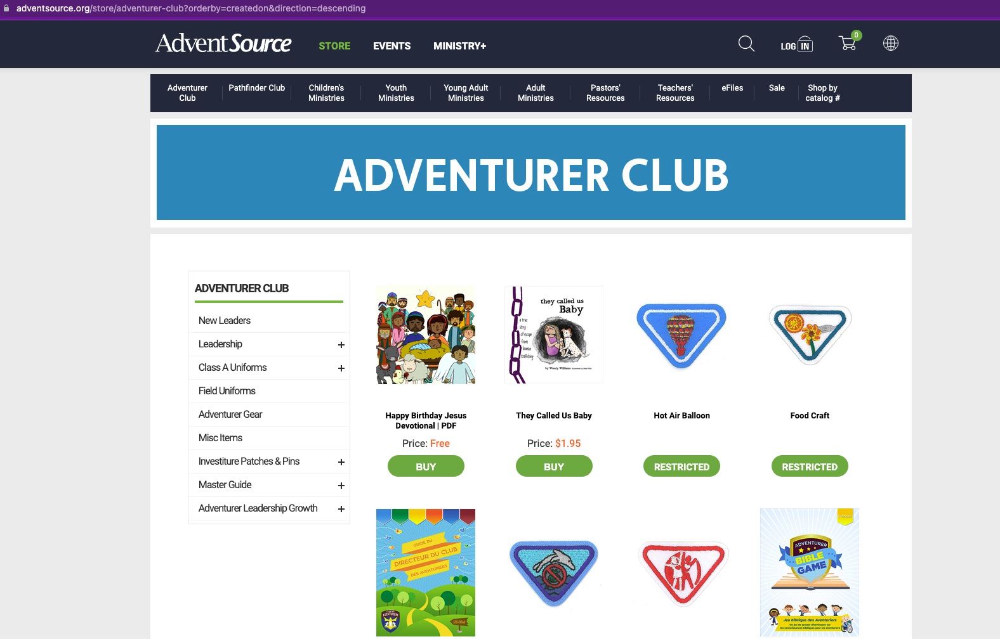 adventsource.org/store/adventurer-club?orderby=createdon&direction=descending
AdventSource
STORE
EVENTS
MINISTRY+
LOG IN
0
Adventurer
Club
Pathfinder Club
Children's
Ministries
Youth
Ministries
Young Adult
Ministries
Adult
Ministries
Pastors'
Resources
Teachers'
Resources
eFiles
Sale
Shop by
catalog #
ADVENTURER CLUB
ADVENTURER CLUB
New Leaders
Leadership +
Class A Uniforms +
Field Uniforms
Adventurer Gear
Misc Items
Investiture Patches & Pins +
Master Guide +
Adventurer Leadership Growth +
they called us
Baby
a true
story
of escape
from
human
trafficking
by Wendy Williams
Happy Birthday Jesus
Devotional | PDF
Price: Free
BUY
They Called Us Baby
Price: $1.95
BUY
Hot Air Balloon
RESTRICTED
Food Craft
RESTRICTED
GUIDE DU
DIRECTEUR DU CLUB
DES AVENTURIERS
AVENTURIERS
Français
ADVENTURER
BIBLE
GAME
Jeu biblique des Aventuriers
Un jeu de groupe divertissant sur
les connaissances bibliques pour les Aventuriers